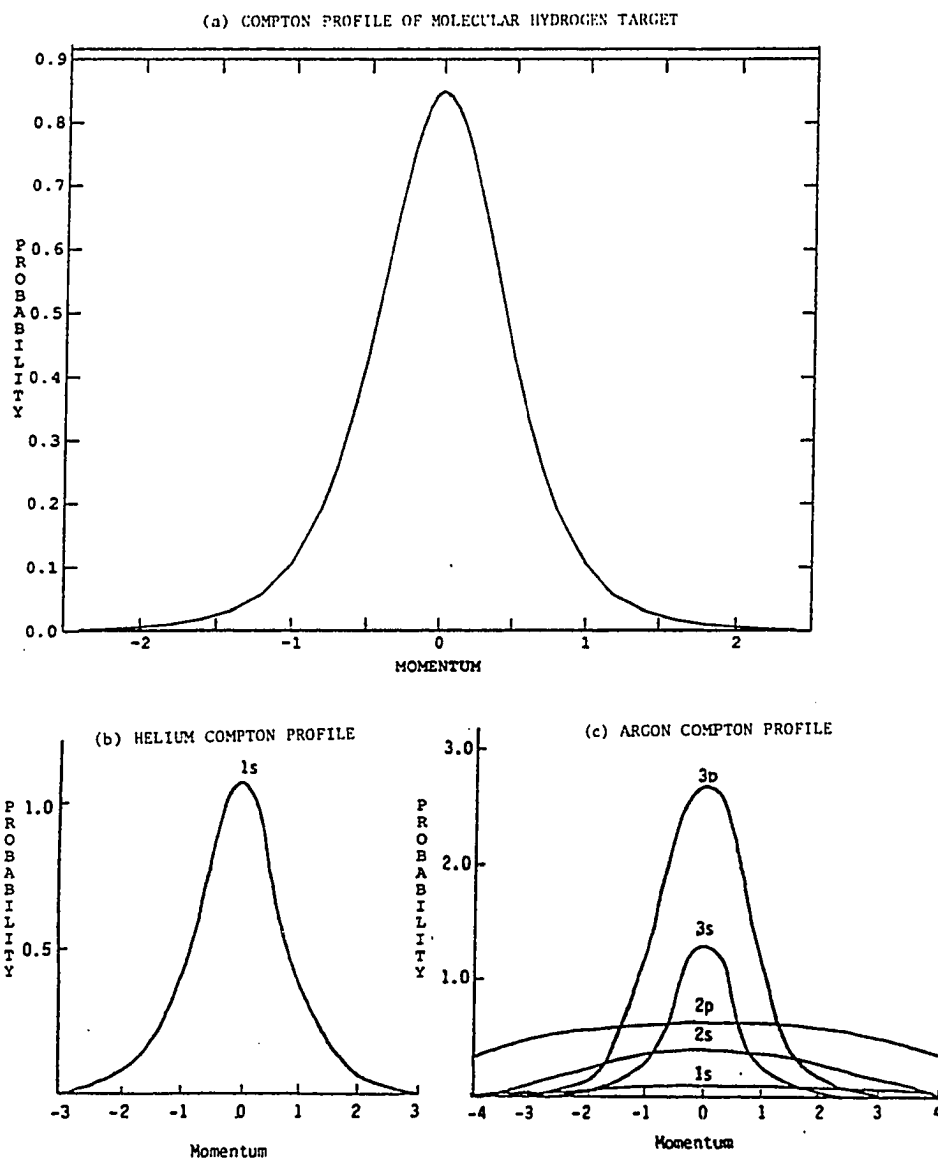 (a) COMPTON PROFILE OF MOLECULAR HYDROGEN TARGET
0.9
0.8
0.7
0.6
0.5
0.4
0.3
0.2
0.1
0.0
PROBABILITY
-2 -1 0 1 2
MOMENTUM
(b) HELIUM COMPTON PROFILE
1s
1.0
0.5
PROBABILITY
-3 -2 -1 0 1 2 3
Momentum
(c) ARGON COMPTON PROFILE
3.0
2.0
1.0
PROBABILITY
3p
3s
2p
2s
1s
-4 -3 -2 -1 0 1 2 3 4
Momentum